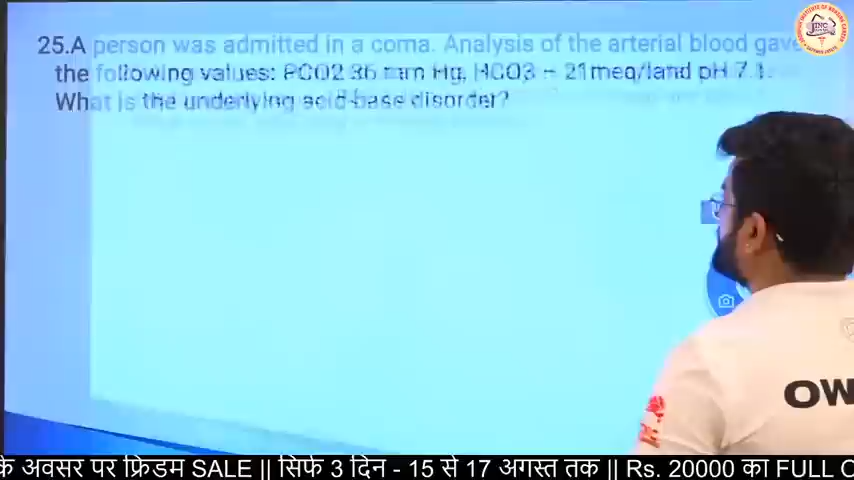 25.A person was admitted in a coma. Analysis of the arterial blood gave
the following values: PCO2 36 mm Hg, HCO3 – 21meq/land pH 7.1.
What is the underlying acid-base disorder?
JINC
OW
के अवसर पर फ्रिडम SALE || सिर्फ 3 दिन - 15 से 17 अगस्त तक || Rs. 20000 का FULL